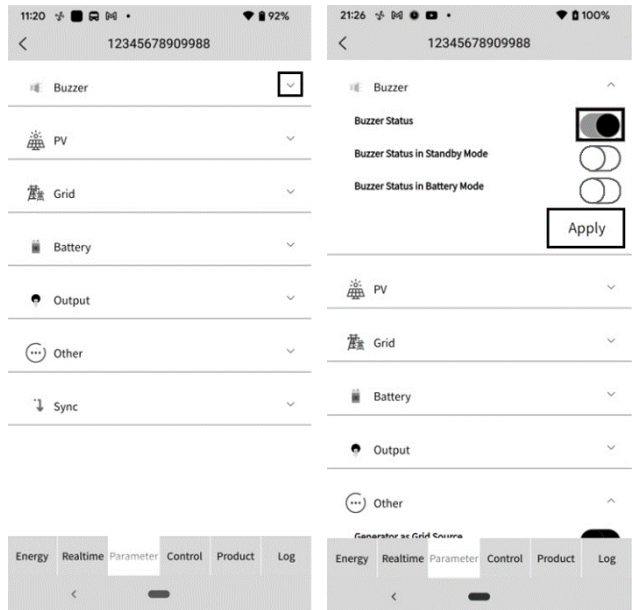 11:20
92%
12345678909988
Buzzer
PV
Grid
Battery
Output
Other
Sync
Energy Realtime Parameter Control Product Log
21:26
100%
12345678909988
Buzzer
Buzzer Status
Buzzer Status in Standby Mode
Buzzer Status in Battery Mode
Apply
PV
Grid
Battery
Output
Other
Generator as Grid Source
Energy Realtime Parameter Control Product Log